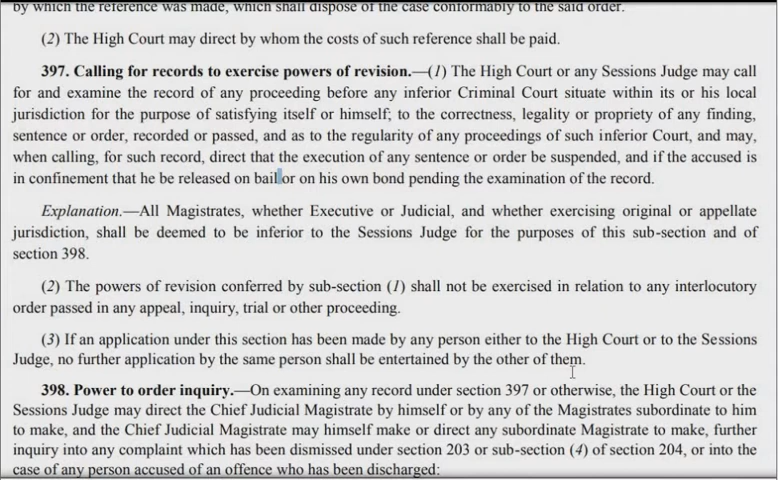 by which the reference was made, which shall dispose of the case conformably to the said order.
(2) The High Court may direct by whom the costs of such reference shall be paid.
397. Calling for records to exercise powers of revision.—(1) The High Court or any Sessions Judge may call
for and examine the record of any proceeding before any inferior Criminal Court situate within its or his local
jurisdiction for the purpose of satisfying itself or himself; to the correctness, legality or propriety of any finding,
sentence or order, recorded or passed, and as to the regularity of any proceedings of such inferior Court, and may,
when calling, for such record, direct that the execution of any sentence or order be suspended, and if the accused is
in confinement that he be released on bail or on his own bond pending the examination of the record.
Explanation.—All Magistrates, whether Executive or Judicial, and whether exercising original or appellate
jurisdiction, shall be deemed to be inferior to the Sessions Judge for the purposes of this sub-section and of
section 398.
(2) The powers of revision conferred by sub-section (1) shall not be exercised in relation to any interlocutory
order passed in any appeal, inquiry, trial or other proceeding.
(3) If an application under this section has been made by any person either to the High Court or to the Sessions
Judge, no further application by the same person shall be entertained by the other of them.
398. Power to order inquiry.—On examining any record under section 397 or otherwise, the High Court or the
Sessions Judge may direct the Chief Judicial Magistrate by himself or by any of the Magistrates subordinate to him
to make, and the Chief Judicial Magistrate may himself make or direct any subordinate Magistrate to make, further
inquiry into any complaint which has been dismissed under section 203 or sub-section (4) of section 204, or into the
case of any person accused of an offence who has been discharged: